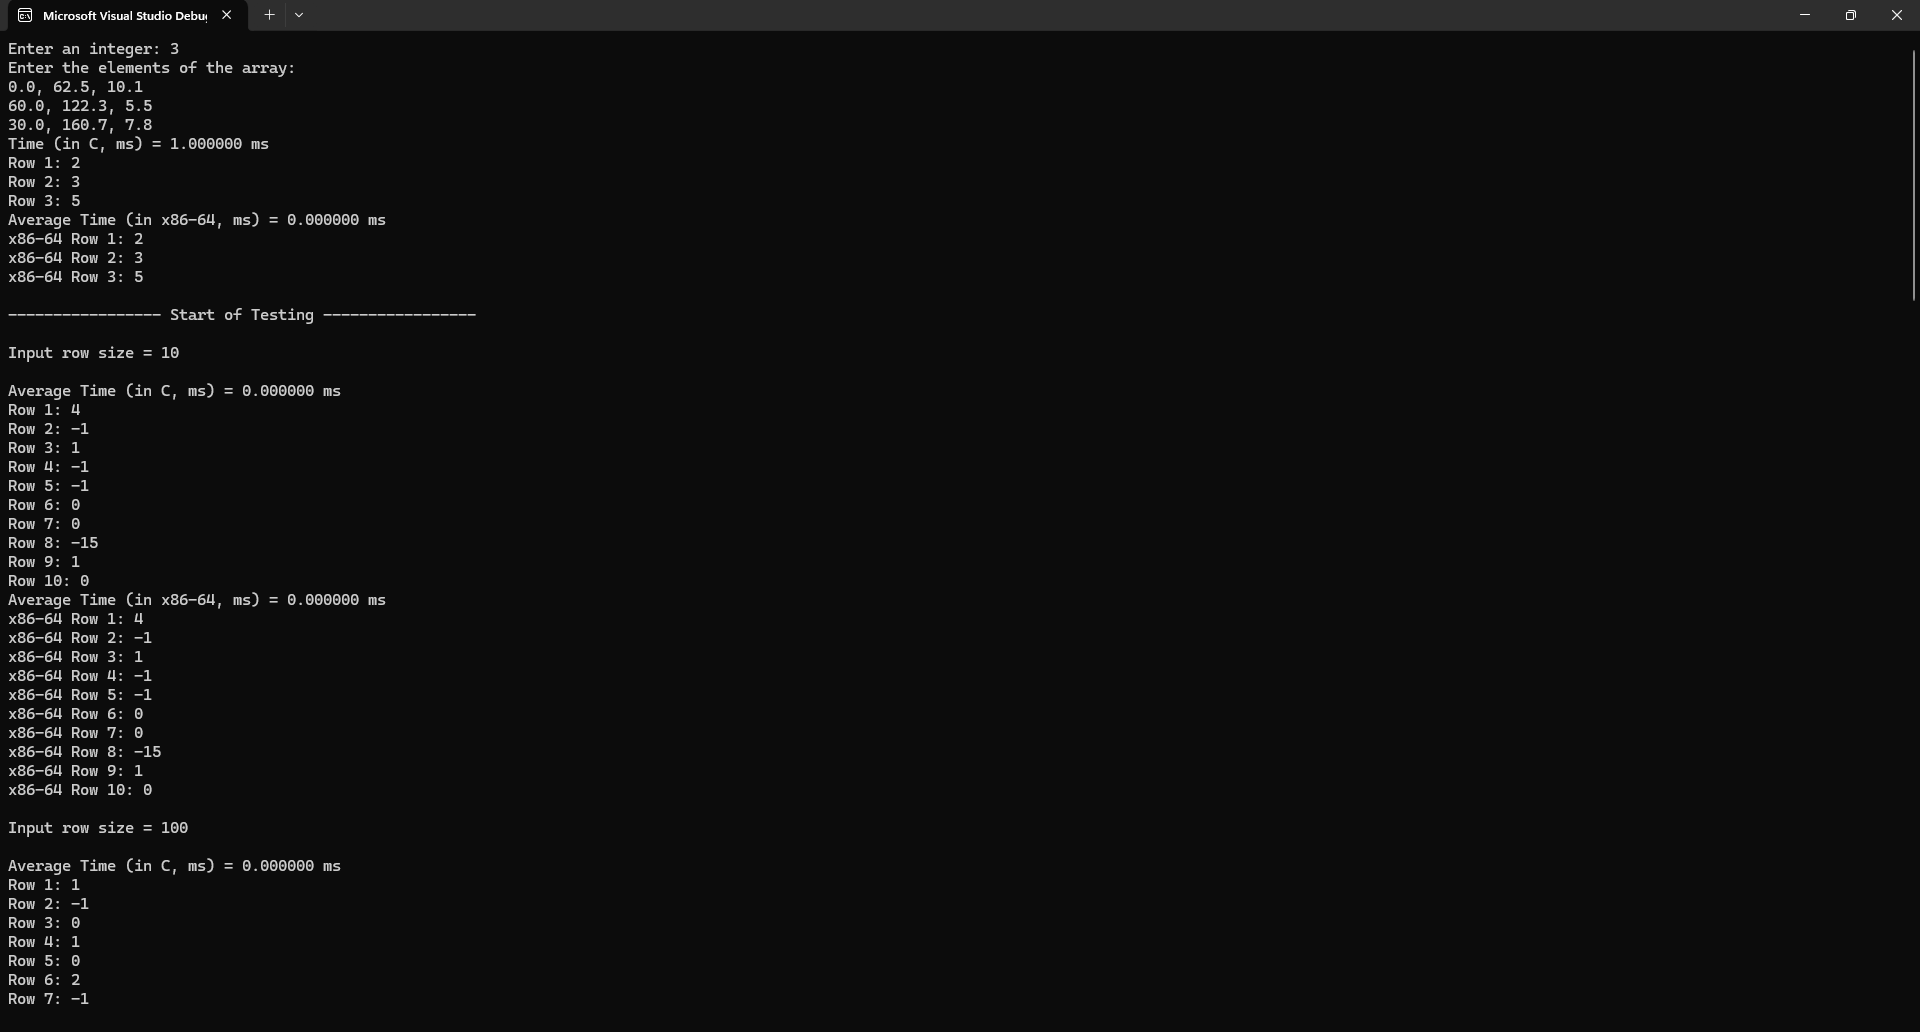 Microsoft Visual Studio Debug
Enter an integer: 3
Enter the elements of the array:
0.0, 62.5, 10.1
60.0, 122.3, 5.5
30.0, 160.7, 7.8
Time (in C, ms) = 1.000000 ms
Row 1: 2
Row 2: 3
Row 3: 5
Average Time (in x86-64, ms) = 0.000000 ms
x86-64 Row 1: 2
x86-64 Row 2: 3
x86-64 Row 3: 5
----------------- Start of Testing -----------------
Input row size = 10
Average Time (in C, ms) = 0.000000 ms
Row 1: 4
Row 2: -1
Row 3: 1
Row 4: -1
Row 5: -1
Row 6: 0
Row 7: 0
Row 8: -15
Row 9: 1
Row 10: 0
Average Time (in x86-64, ms) = 0.000000 ms
x86-64 Row 1: 4
x86-64 Row 2: -1
x86-64 Row 3: 1
x86-64 Row 4: -1
x86-64 Row 5: -1
x86-64 Row 6: 0
x86-64 Row 7: 0
x86-64 Row 8: -15
x86-64 Row 9: 1
x86-64 Row 10: 0
Input row size = 100
Average Time (in C, ms) = 0.000000 ms
Row 1: 1
Row 2: -1
Row 3: 0
Row 4: 1
Row 5: 0
Row 6: 2
Row 7: -1